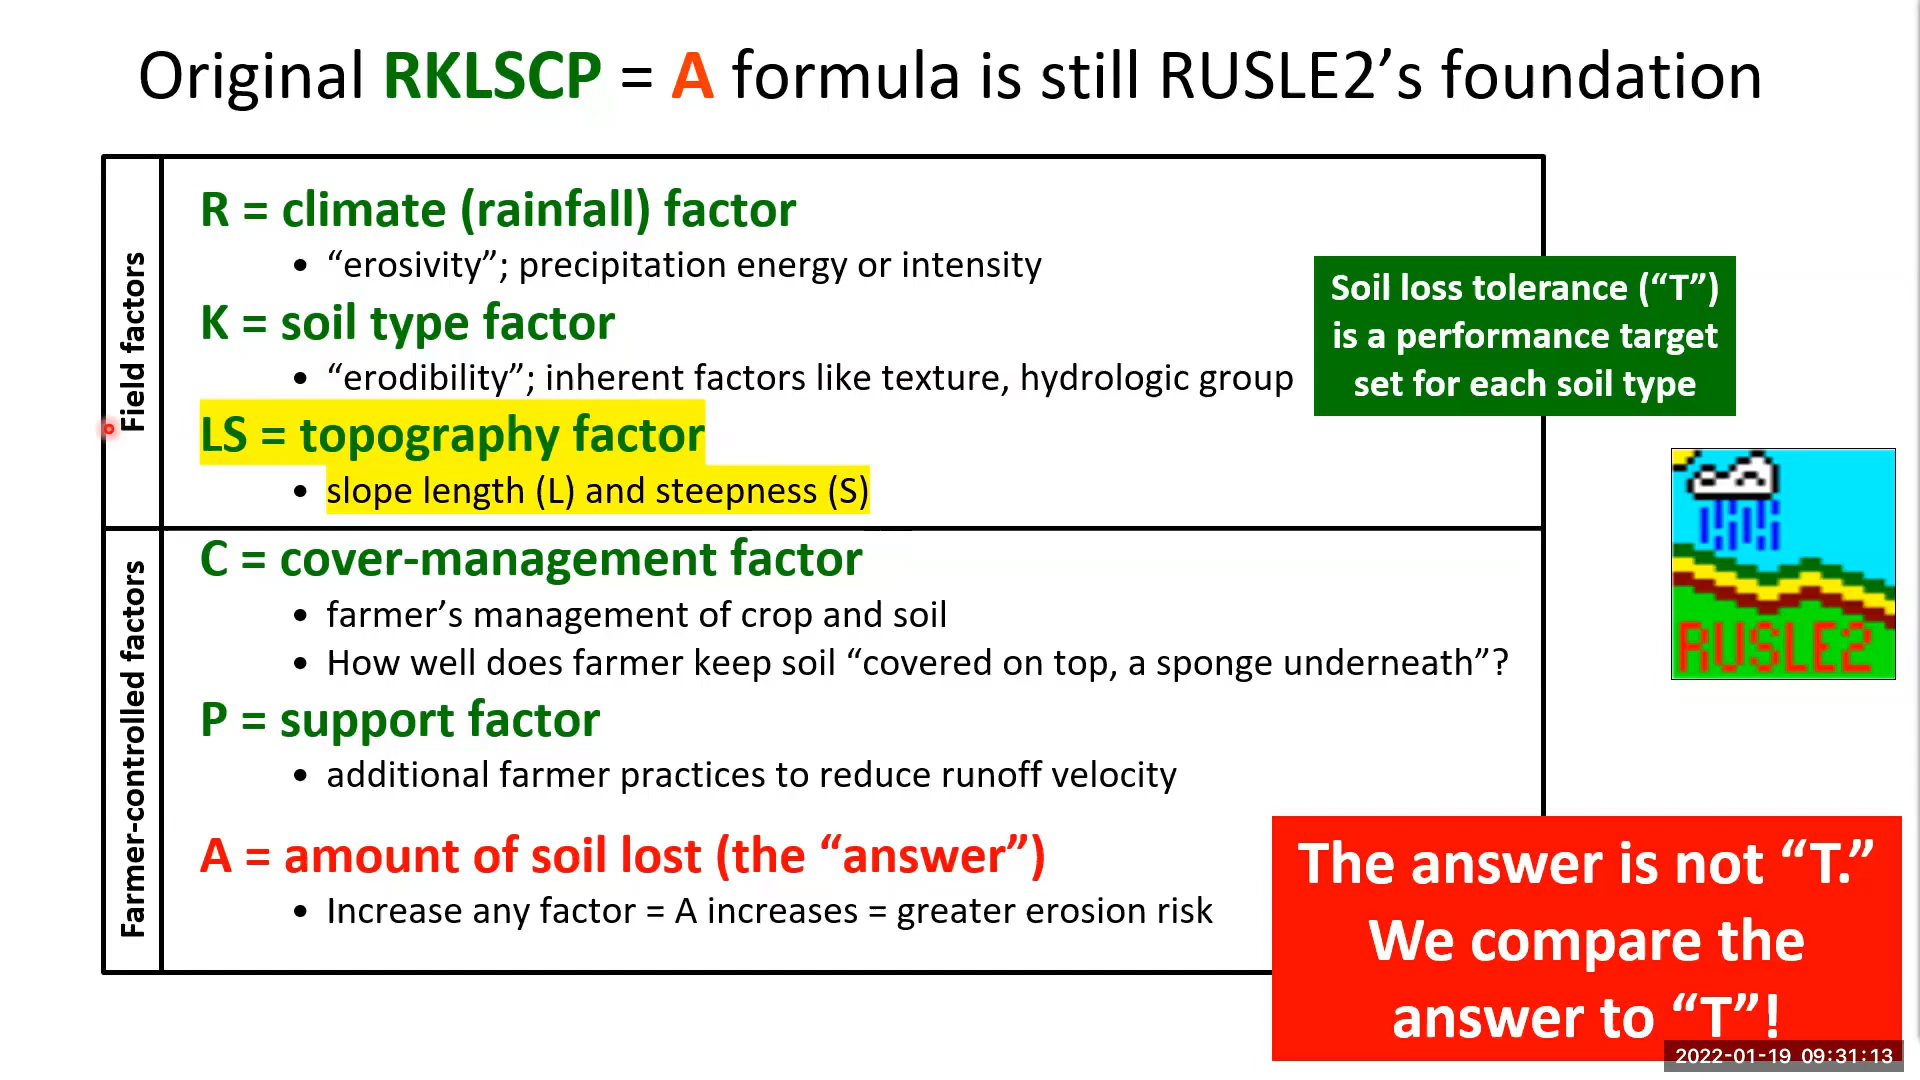 Original RKLSCP = A formula is still RUSLE2’s foundation
Field factors
R = climate (rainfall) factor
• “erosivity”; precipitation energy or intensity
K = soil type factor
• “erodibility”; inherent factors like texture, hydrologic group
LS = topography factor
• slope length (L) and steepness (S)
Soil loss tolerance (“T”)
is a performance target
set for each soil type
RUSLE2
Farmer-controlled factors
C = cover-management factor
• farmer’s management of crop and soil
• How well does farmer keep soil “covered on top, a sponge underneath”?
P = support factor
• additional farmer practices to reduce runoff velocity
A = amount of soil lost (the “answer”)
• Increase any factor = A increases = greater erosion risk
The answer is not “T.”
We compare the
answer to “T”!
2022-01-19 09:31:13